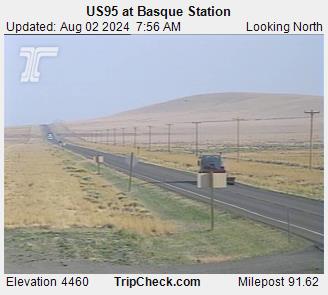 US95 at Basque Station
Updated: Aug 02 2024 7:56 AM Looking North
Elevation 4460 TripCheck.com Milepost 91.62